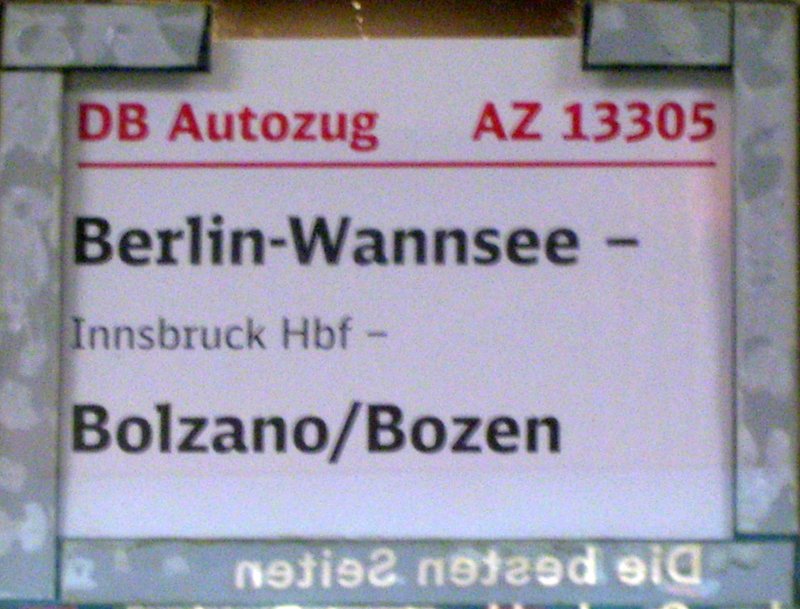 DB Autozug AZ 13305
Berlin-Wannsee –
Innsbruck Hbf –
Bolzano/Bozen
Die besten Seiten